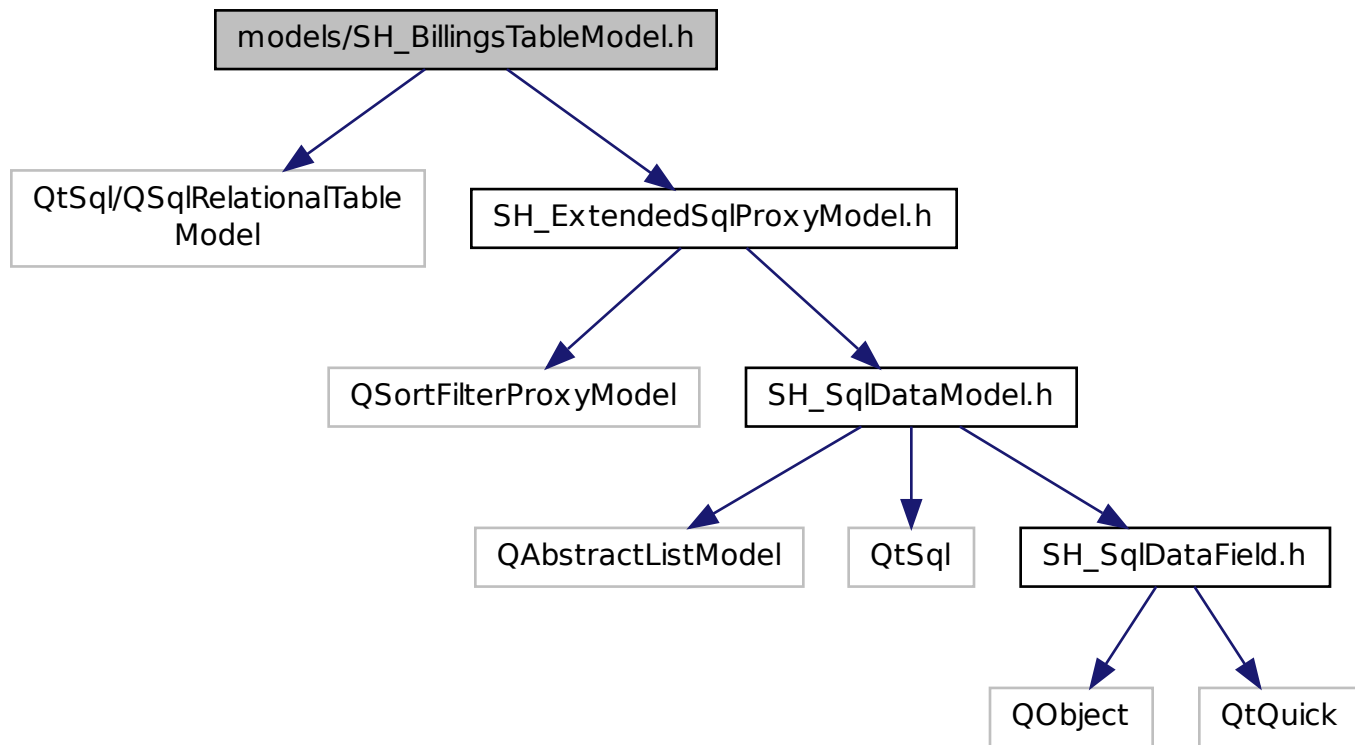 models/SH_BillingsTableModel.h
QtSql/QSqlRelationalTable
Model
SH_ExtendedSqlProxyModel.h
QSortFilterProxyModel
SH_SqlDataModel.h
QAbstractListModel
QtSql
SH_SqlDataField.h
QObject
QtQuick